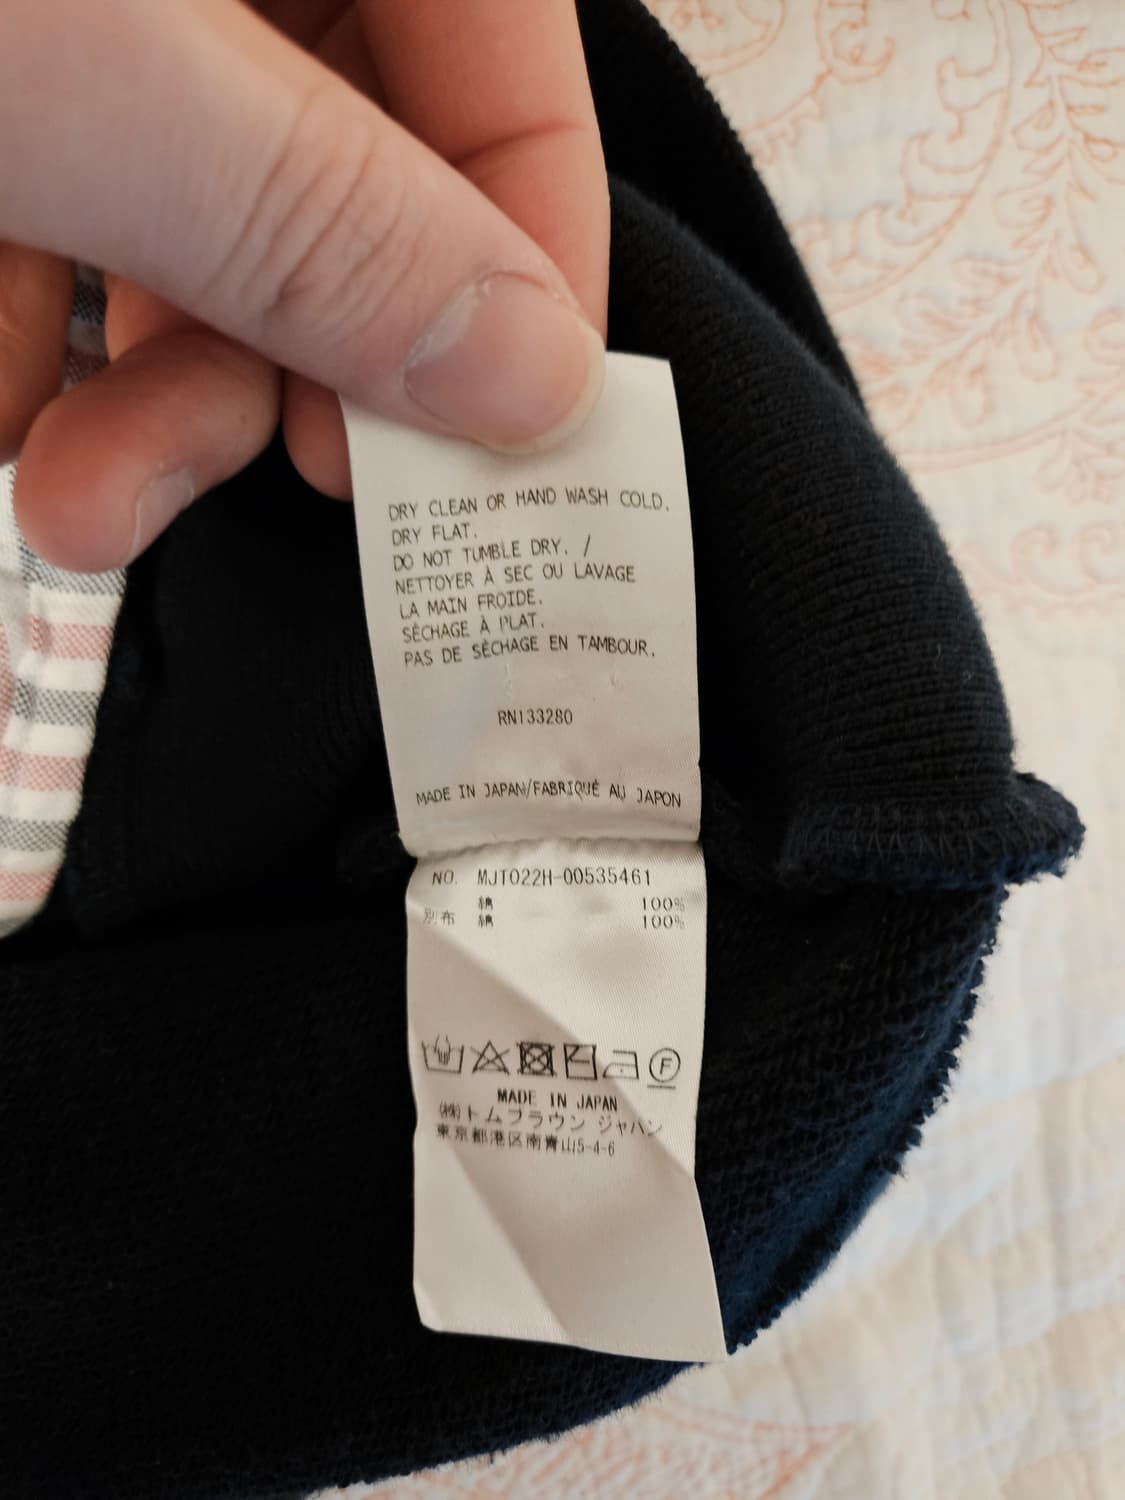 DRY CLEAN OR HAND WASH COLD.
DRY FLAT.
DO NOT TUMBLE DRY. /
NETTOYER À SEC OU LAVAGE
LA MAIN FROIDE.
SÈCHAGE À PLAT.
PAS DE SÈCHAGE EN TAMBOUR.
RN133280
MADE IN JAPAN/FABRIQUÉ AU JAPON
NO. MJT022H-00535461
綿 100%
別布 綿 100%
F
MADE IN JAPAN
㈱トムブラウン ジャパン
東京都港区南青山5-4-6